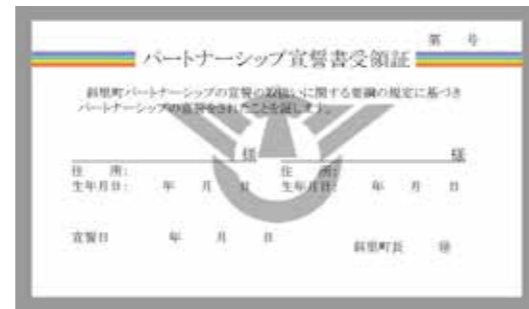 第　号
パートナーシップ宣誓書受領証
斜里町パートナーシップの宣誓の取扱いに関する要綱の規定に基づき
パートナーシップの宣誓をされたことを証します。
様　様
住　所:　住　所:
生年月日:　年　月　日　生年月日:　年　月　日
宣誓日　年　月　日
斜里町長